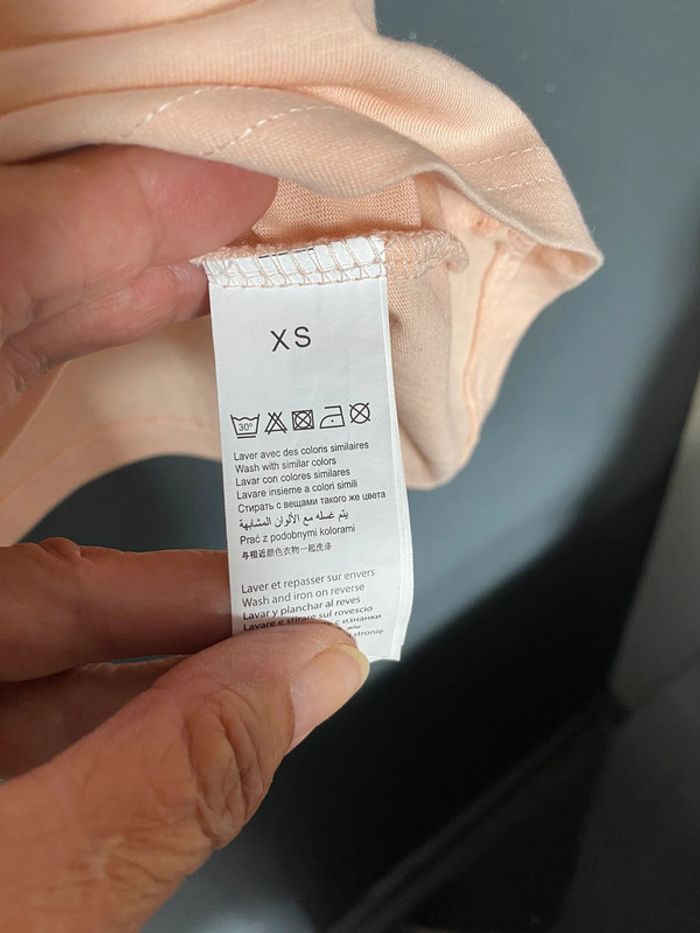 XS
30°
Laver avec des coloris similaires
Wash with similar colors
Lavar con colores similares
Lavare insieme a colori simili
Стирать с вещами такого же цвета
يتم غسله مع الألوان المشابهة
Prać z podobnymi kolorami
与相近颜色衣物一起洗涤
Laver et repasser sur envers
Wash and iron on reverse
Lavar y planchar al reves
Lavare e stirare sul rovescio
с изнанки
stronie